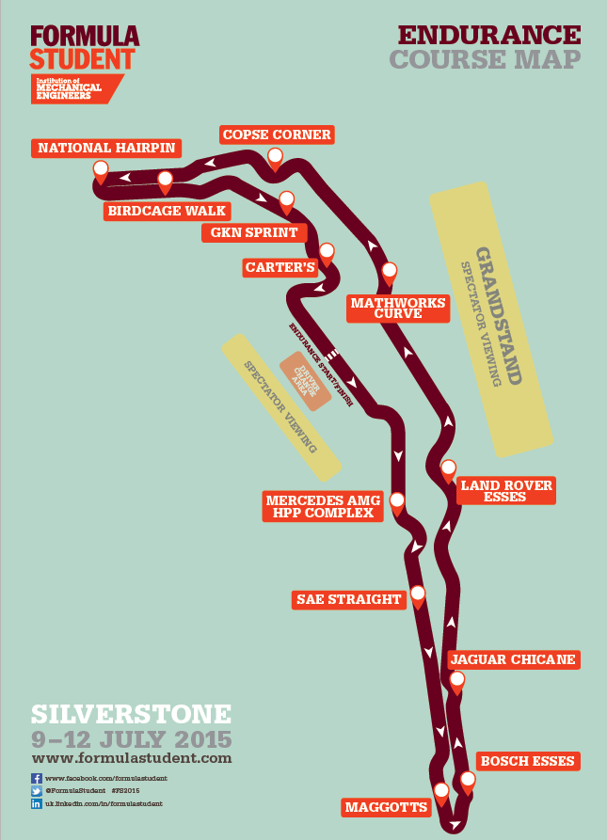 FORMULA
STUDENT
Institution of
MECHANICAL
ENGINEERS
ENDURANCE
COURSE MAP
COPSE CORNER
NATIONAL HAIRPIN
BIRDCAGE WALK
GKN SPRINT
CARTER'S
MATHWORKS
CURVE
GRANDSTAND
SPECTATOR VIEWING
ENDURANCE START/FINISH
DRIVER
CHANGE
AREA
SPECTATOR VIEWING
LAND ROVER
ESSES
MERCEDES AMG
HPP COMPLEX
SAE STRAIGHT
JAGUAR CHICANE
BOSCH ESSES
MAGGOTTS
SILVERSTONE
9–12 JULY 2015
www.formulastudent.com
www.facebook.com/formulastudent
@FormulaStudent #FS2015
uk.linkedin.com/in/formulastudent